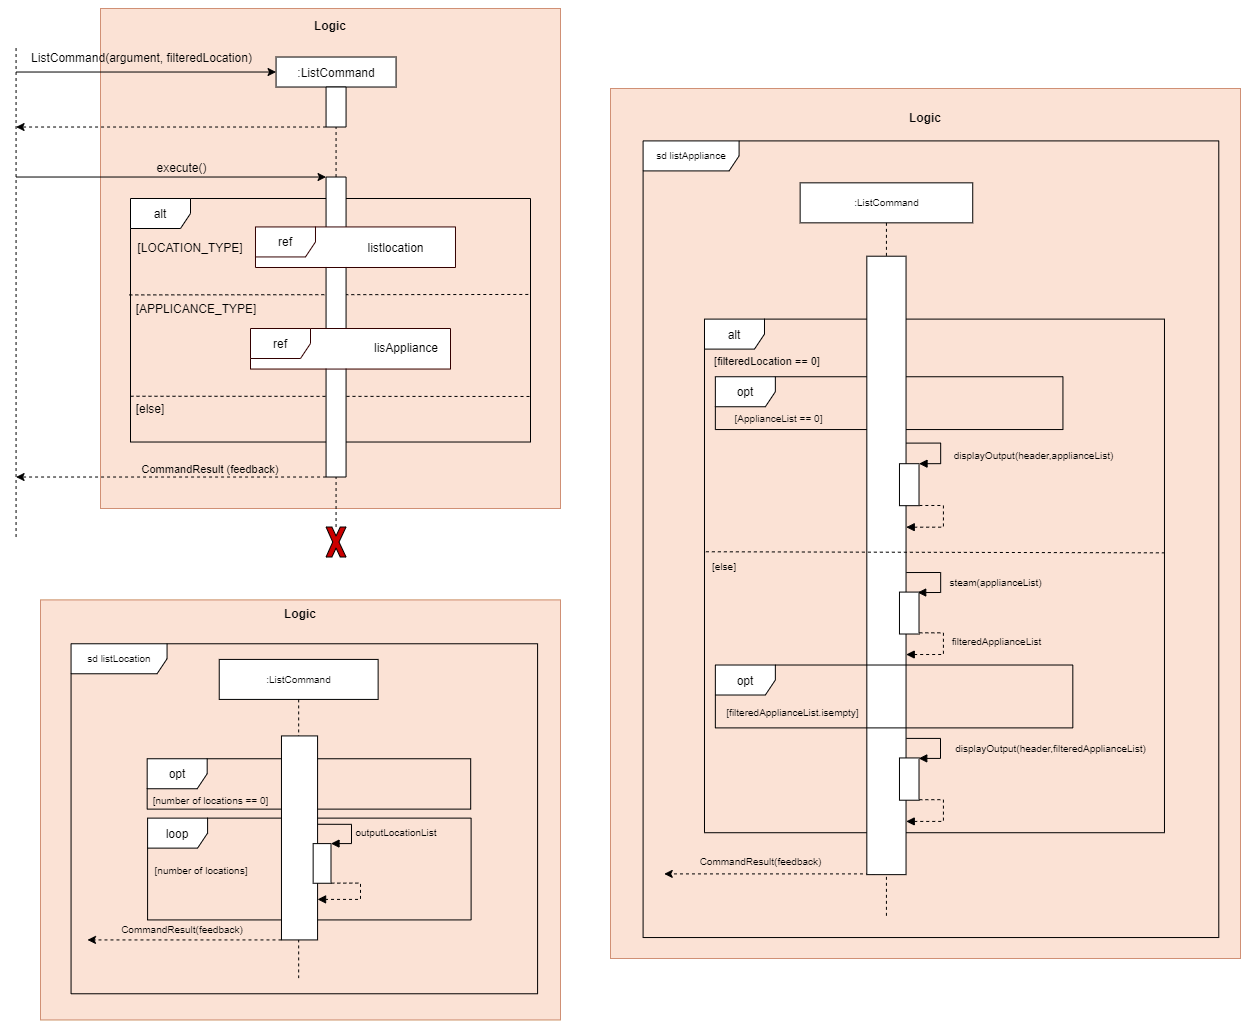 Logic
ListCommand(argument, filteredLocation)
:ListCommand
execute()
alt
[LOCATION_TYPE]
ref
listlocation
[APPLICANCE_TYPE]
ref
lisAppliance
[else]
CommandResult (feedback)
X
Logic
sd listLocation
:ListCommand
opt
[number of locations == 0]
loop
outputLocationList
[number of locations]
CommandResult(feedback)
Logic
sd listAppliance
:ListCommand
alt
[filteredLocation == 0]
opt
[ApplianceList == 0]
displayOutput(header,applianceList)
[else]
steam(applianceList)
filteredApplianceList
opt
[filteredApplianceList.isempty]
displayOutput(header,filteredApplianceList)
CommandResult(feedback)